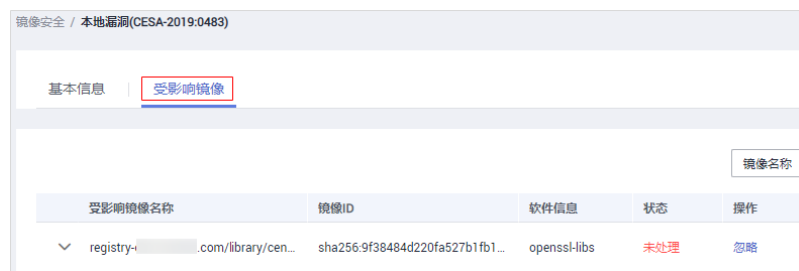 镜像安全 / 本地漏洞(CESA-2019:0483)
基本信息 受影响镜像
镜像名称
受影响镜像名称 镜像ID 软件信息 状态 操作
registry- .com/library/cen... sha256:9f38484d220fa527b1fb1... openssl-libs 未处理 忽略